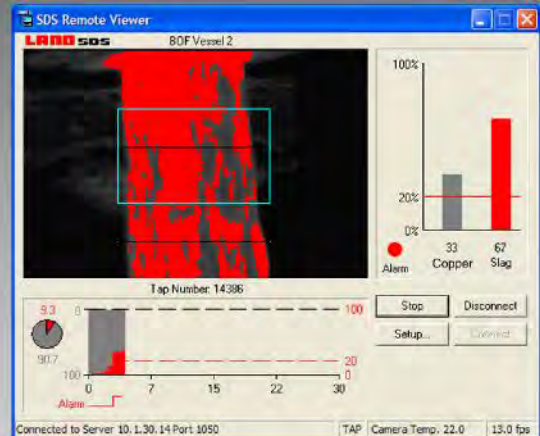 SDS Remote Viewer
LAND SDS BOF Vessel 2
100%
20%
0%
33 67
Alarm Copper Slag
Tap Number: 14386
Stop Disconnect
Setup... Connect
9.3 0 100
90.7 20
100 0
0 7 15 22 30
Alarm
Connected to Server 10.1.30.14 Port 1050 TAP Camera Temp. 22.0 13.0 fps